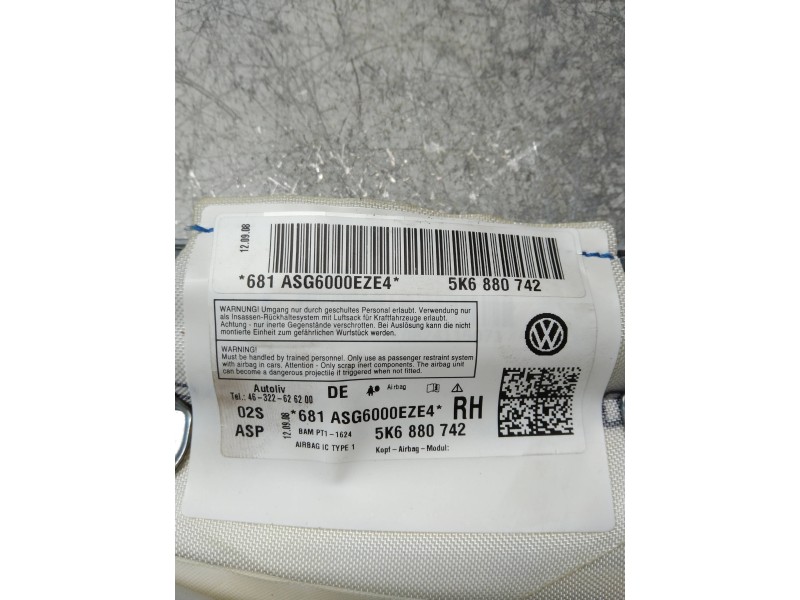 12.09.08
*681 ASG6000EZE4* 5K6 880 742
WARNUNG! Umgang nur durch geschultes Personal erlaubt. Verwendung nur
als Insassen-Rückhaltesystem mit Luftsack für Kraftfahrzeuge erlaubt.
Achtung - nur inerte Gegenstände verschrotten. Bei Auslösung kann die nicht
montierte Einheit zum gefährlichen Wurfstück werden.
WARNING!
Must be handled by trained personnel. Only use as passenger restraint system
with airbag in cars. Attention - Only scrap inert components. The airbag unit can
become a dangerous projectile if triggered when not fitted.
Autoliv DE Airbag
Tel.: 46-322-62 62 00
02S 12.09.08 *681 ASG6000EZE4* RH
ASP BAM PT1-1624 5K6 880 742
AIRBAG IC TYPE 1 Kopf-Airbag-Modul: